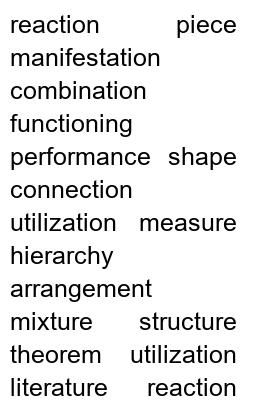 reaction piece
manifestation
combination
functioning
performance shape
connection
utilization measure
hierarchy
arrangement
mixture structure
theorem utilization
literature reaction